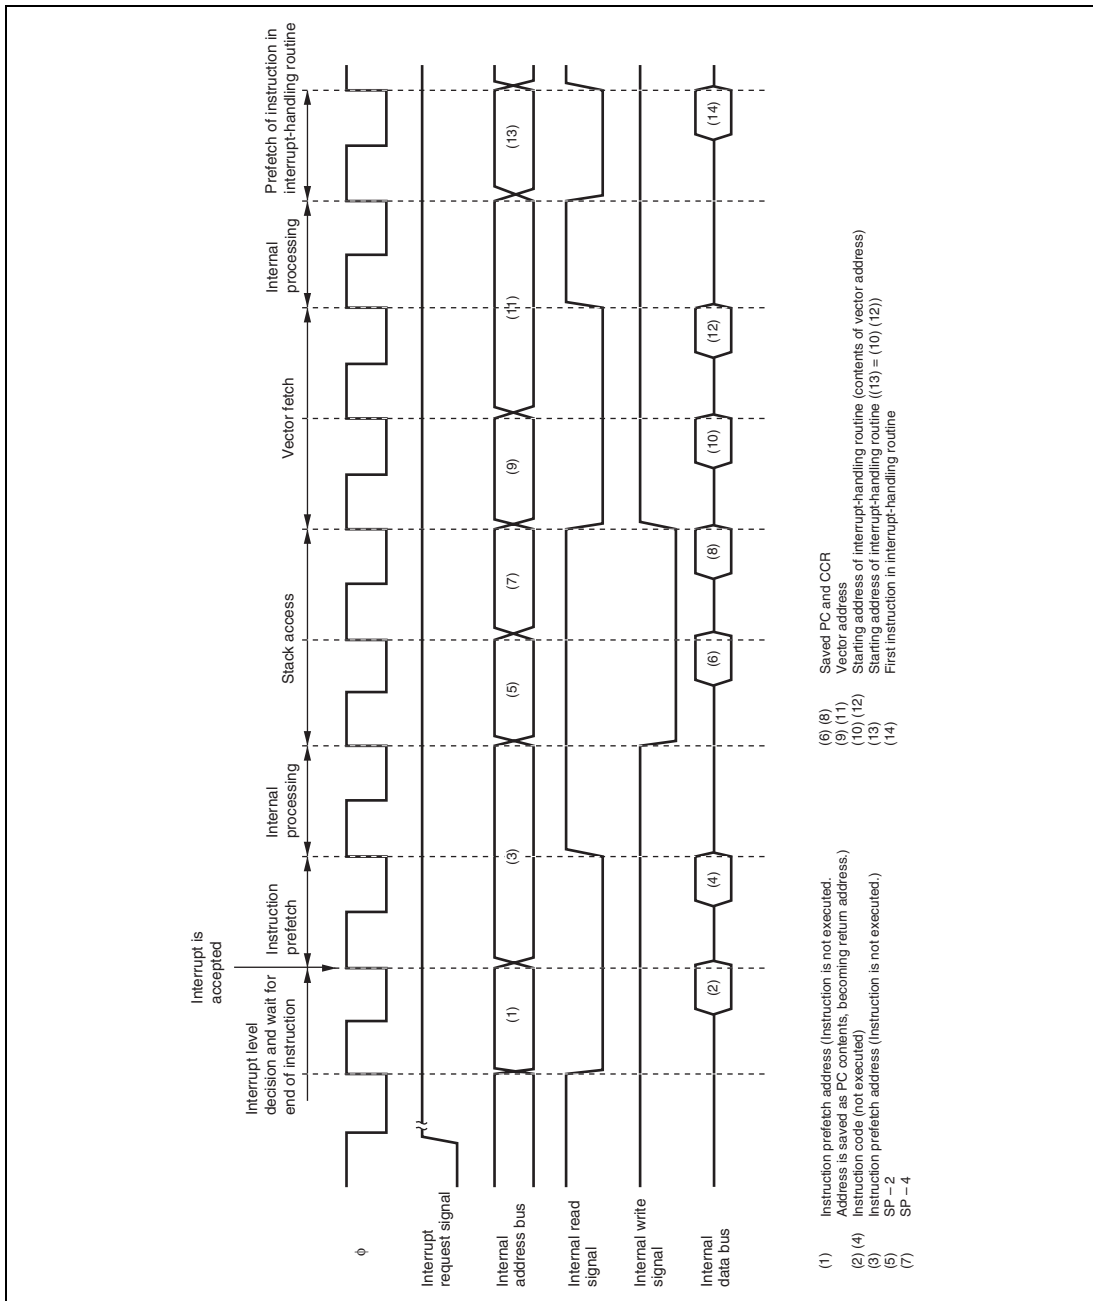 Interrupt is
accepted
Interrupt level
decision and wait for
end of instruction
Instruction
prefetch
Internal
processing
Stack access
Vector fetch
Internal
processing
Prefetch of instruction in
interrupt-handling routine
φ
Interrupt
request signal
Internal
address bus
(1)
(3)
(5)
(7)
(9)
(11)
(13)
Internal read
signal
Internal write
signal
Internal
data bus
(2)
(4)
(6)
(8)
(10)
(12)
(14)
(1) Instruction prefetch address (Instruction is not executed.
Address is saved as PC contents, becoming return address.)
(2) (4) Instruction code (not executed)
(3) Instruction prefetch address (Instruction is not executed.)
(5) SP – 2
(7) SP – 4
(6) (8) Saved PC and CCR
(9) (11) Vector address
(10) (12) Starting address of interrupt-handling routine (contents of vector address)
(13) Starting address of interrupt-handling routine ((13) = (10) (12))
(14) First instruction in interrupt-handling routine